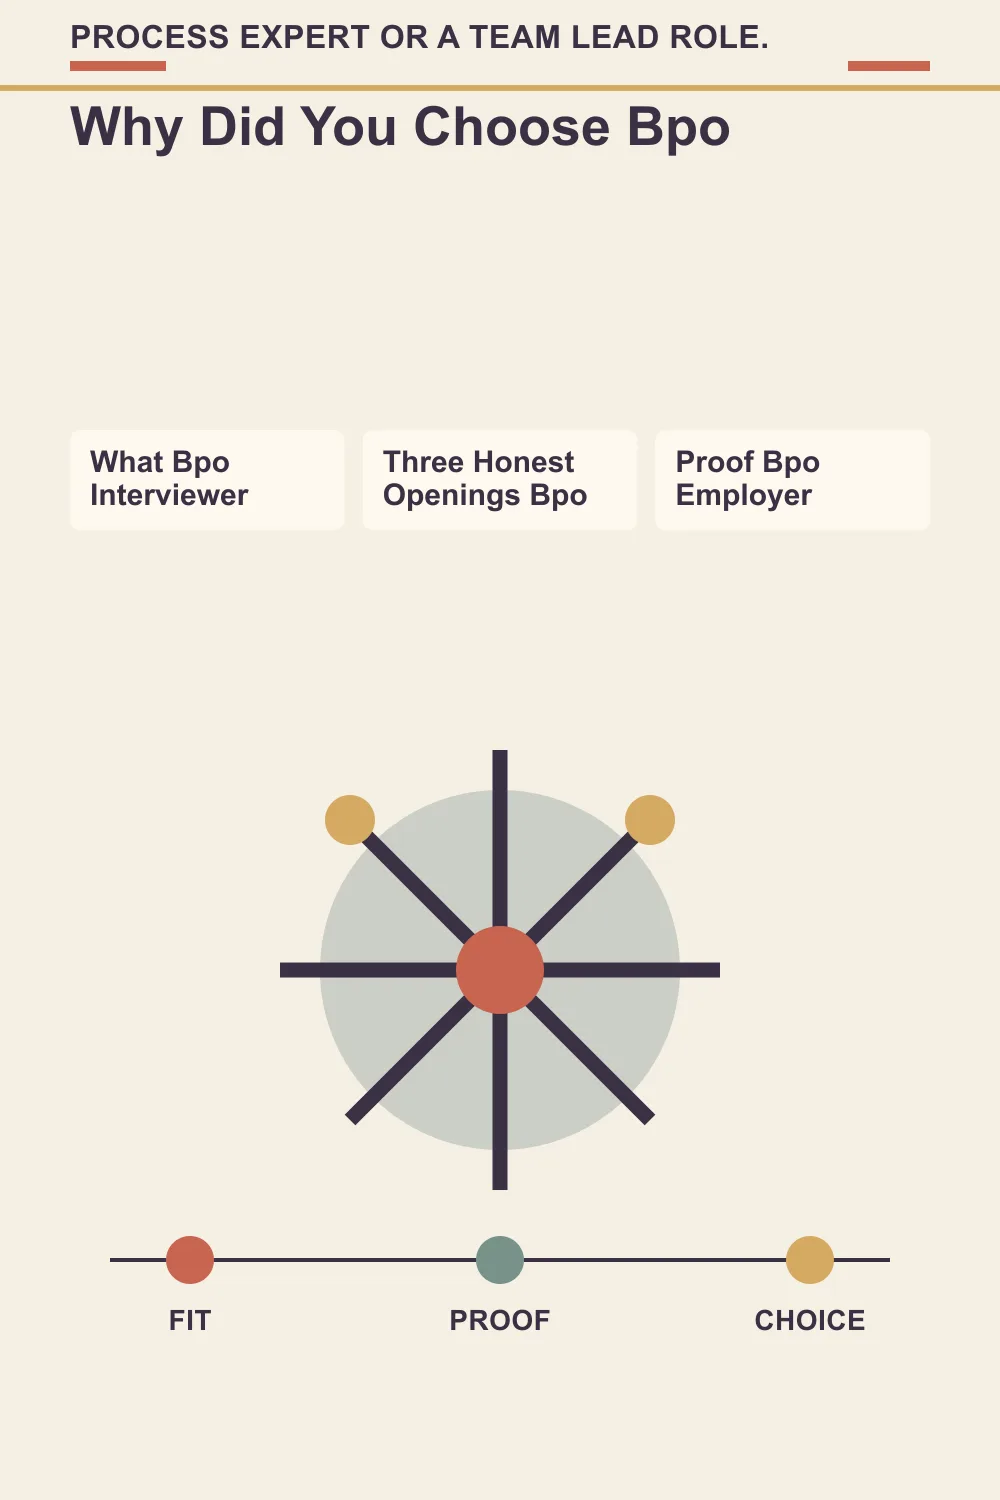 PROCESS EXPERT OR A TEAM LEAD ROLE.
Why Did You Choose Bpo
What Bpo
Interviewer
Three Honest
Openings Bpo
Proof Bpo
Employer
FIT
PROOF
CHOICE